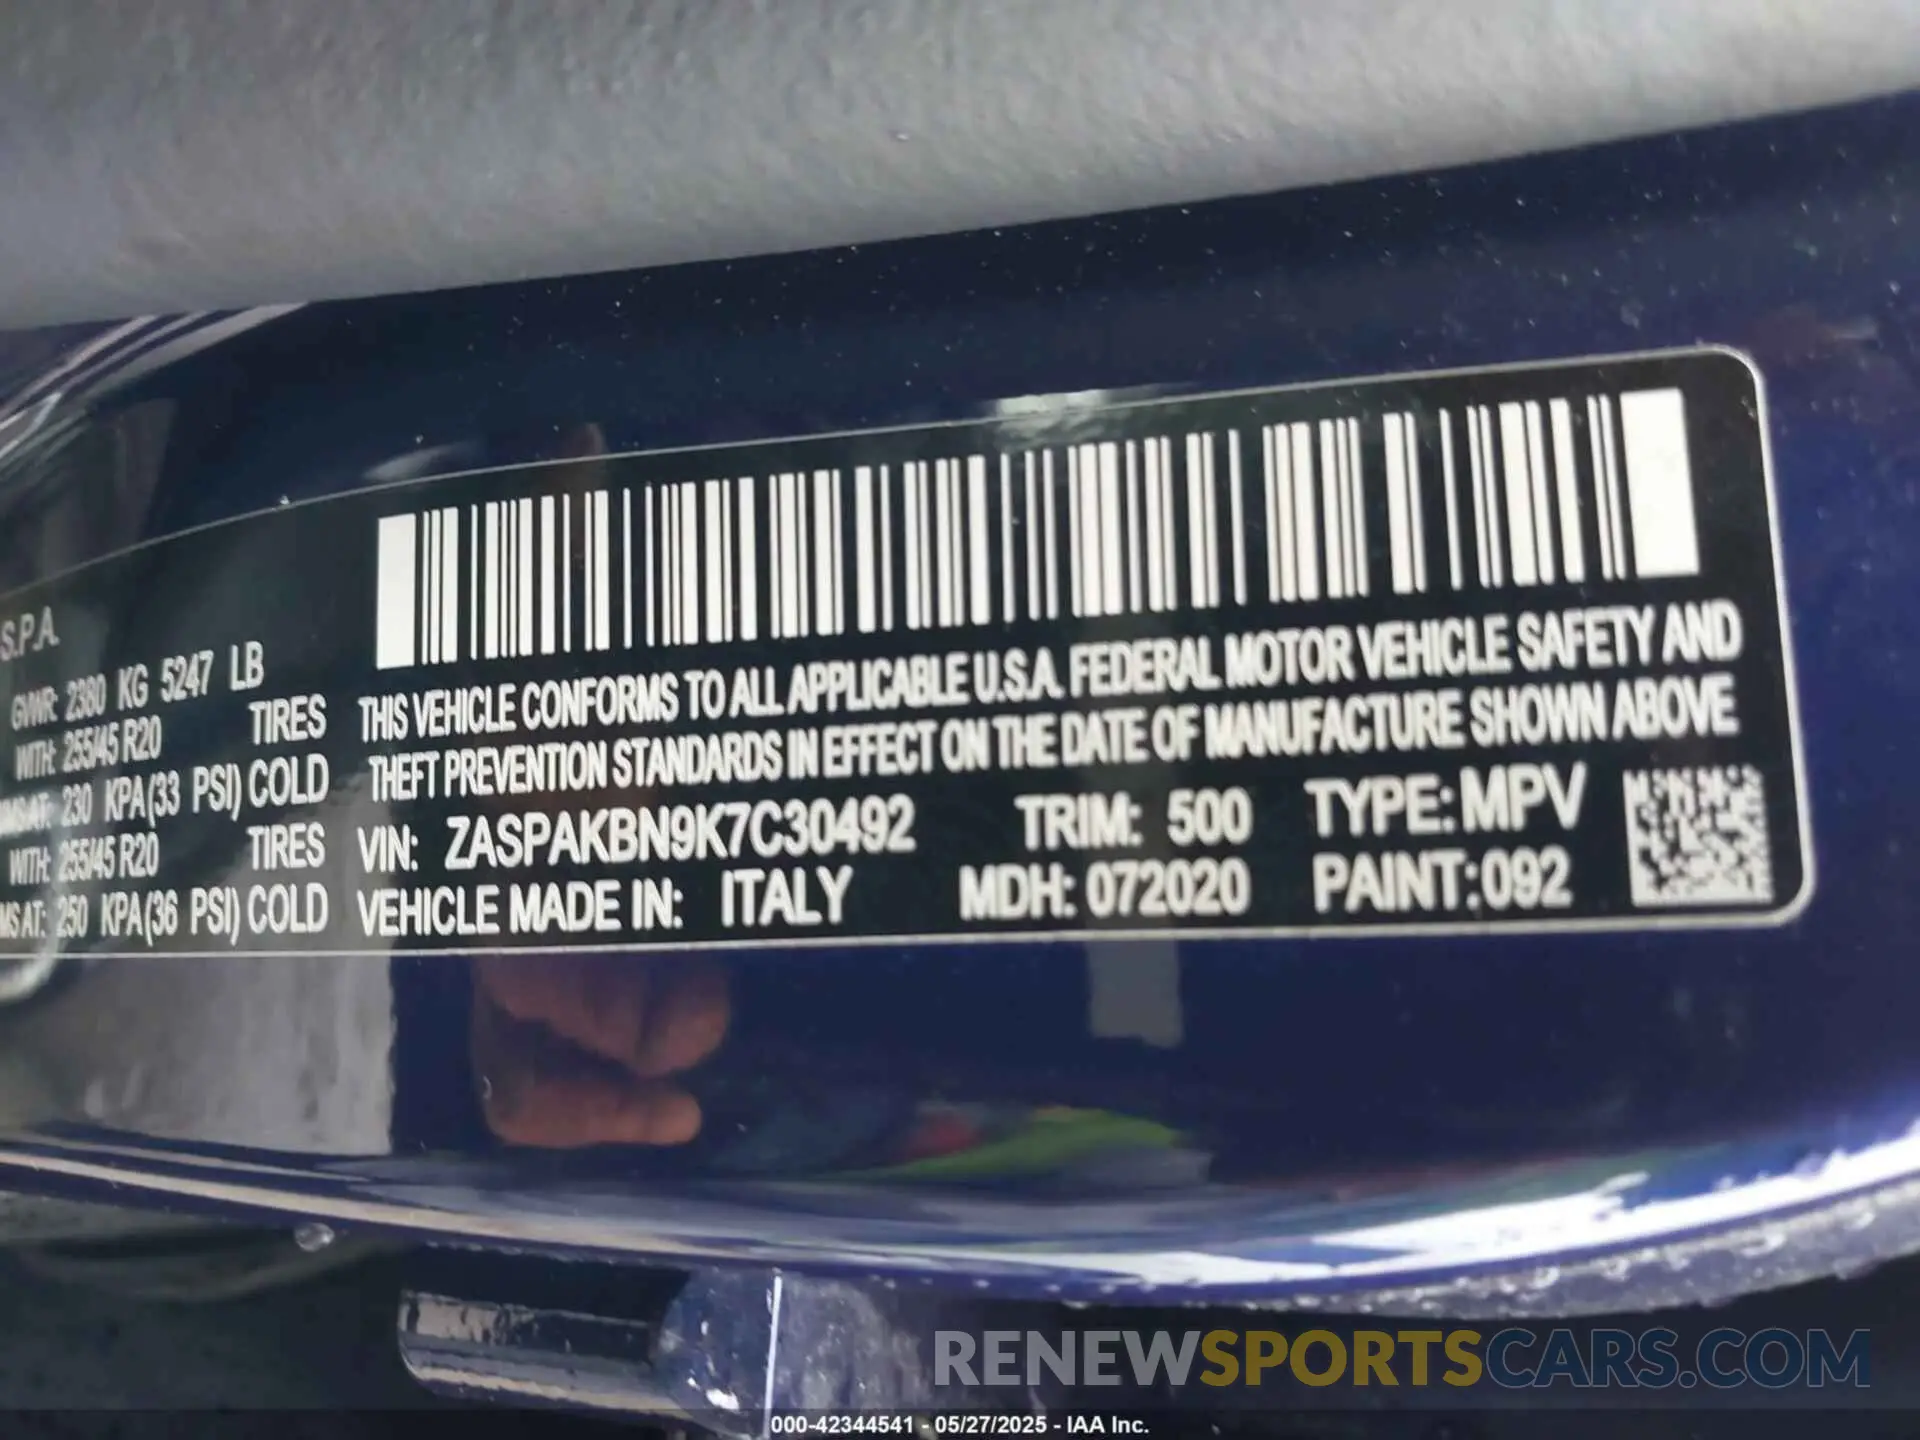 S.P.A.
GVWR: 2380 KG 5247 LB
WITH: 255/45 R20 TIRES
AT: 230 KPA(33 PSI) COLD
WITH: 255/45 R20 TIRES
MS AT: 250 KPA(36 PSI) COLD
THIS VEHICLE CONFORMS TO ALL APPLICABLE U.S.A. FEDERAL MOTOR VEHICLE SAFETY AND
THEFT PREVENTION STANDARDS IN EFFECT ON THE DATE OF MANUFACTURE SHOWN ABOVE
VIN: ZASPAKBN9K7C30492 TRIM: 500 TYPE: MPV
VEHICLE MADE IN: ITALY MDH: 072020 PAINT: 092
RENEWSPORTSCARS.COM
000-42344541 - 05/27/2025 - IAA Inc.